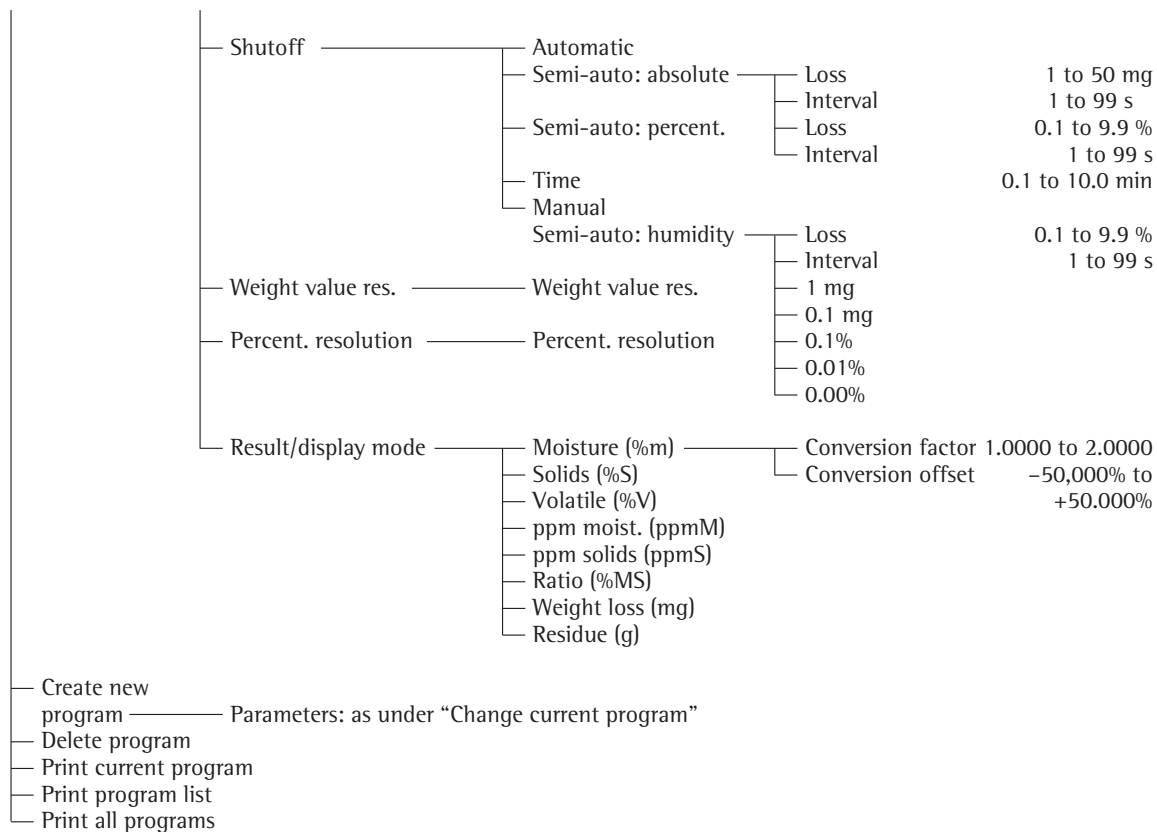 Shutoff Automatic
Semi-auto: absolute Loss 1 to 50 mg
Interval 1 to 99 s
Semi-auto: percent. Loss 0.1 to 9.9 %
Interval 1 to 99 s
Time 0.1 to 10.0 min
Manual
Semi-auto: humidity Loss 0.1 to 9.9 %
Interval 1 to 99 s
Weight value res. Weight value res. 1 mg
0.1 mg
Percent. resolution Percent. resolution 0.1%
0.01%
0.00%
Result/display mode Moisture (%m) Conversion factor 1.0000 to 2.0000
Solids (%S) Conversion offset –50,000% to
Volatile (%V) +50.000%
ppm moist. (ppmM)
ppm solids (ppmS)
Ratio (%MS)
Weight loss (mg)
Residue (g)
Create new
program Parameters: as under “Change current program”
Delete program
Print current program
Print program list
Print all programs